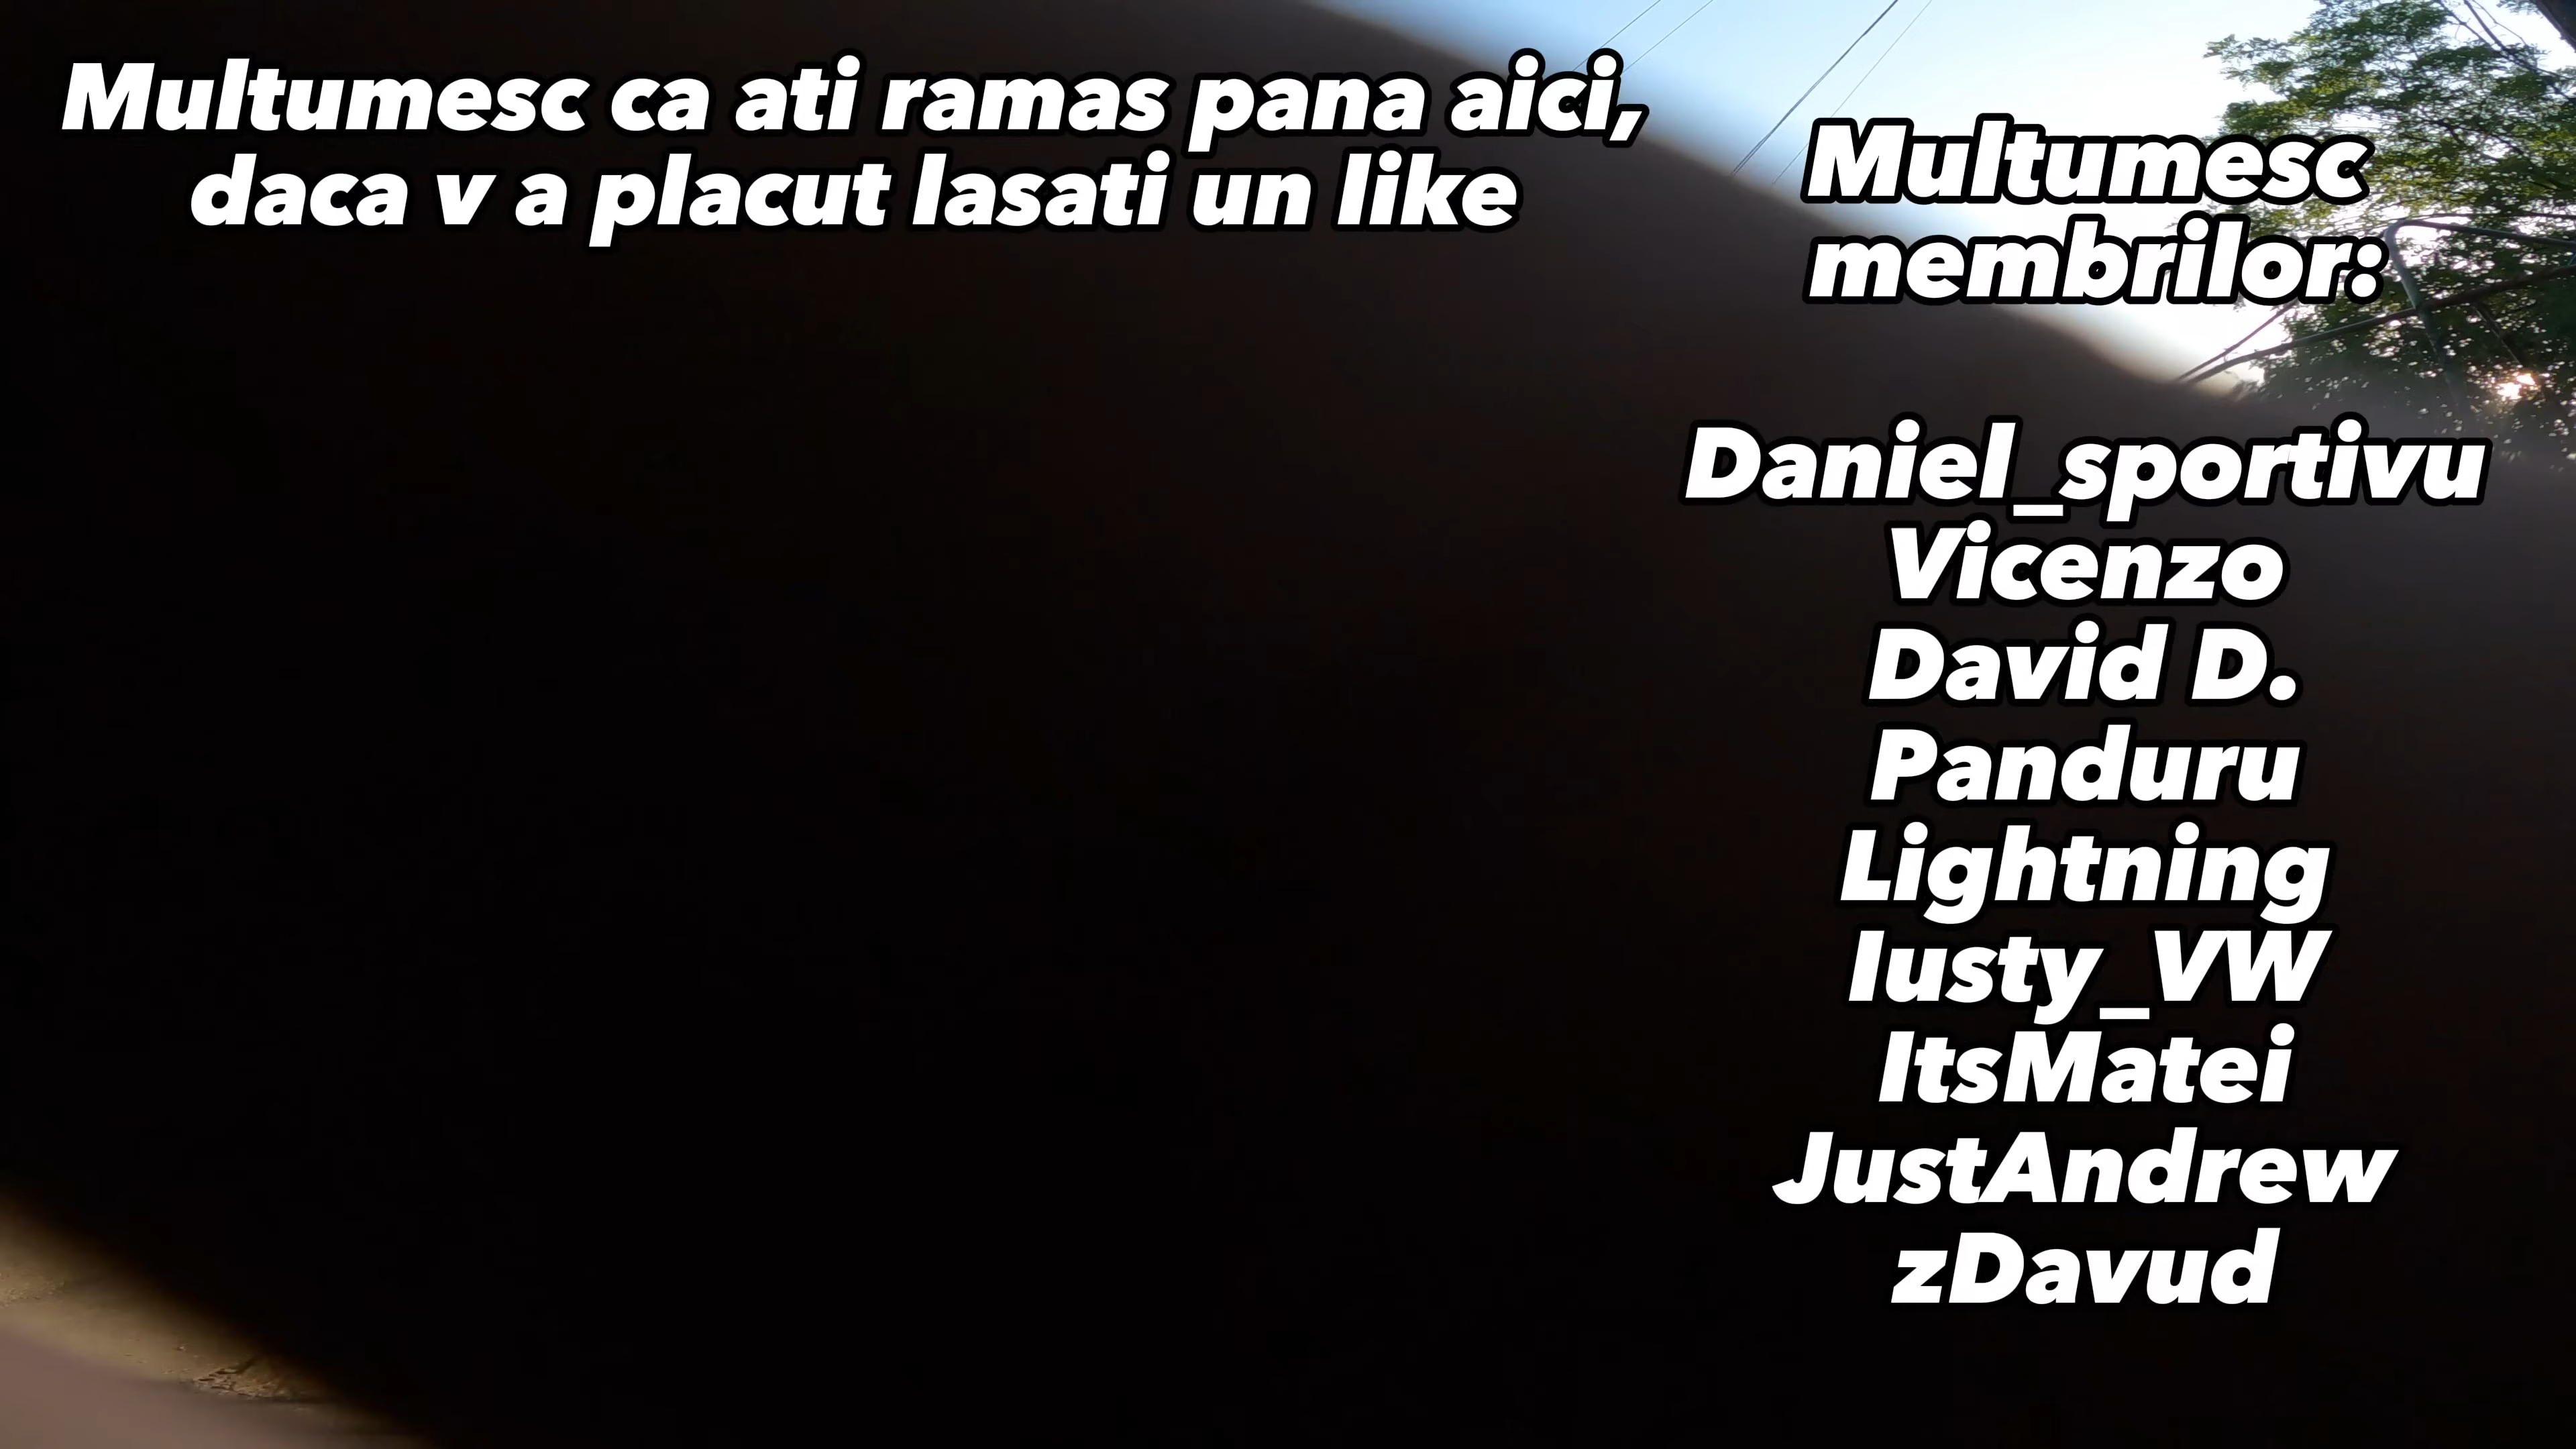 Multumesc ca ati ramas pana aici,
daca v a placut lasati un like
Multumesc
membrilor:
Daniel_sportivu
Vicenzo
David D.
Panduru
Lightning
Iusty_VW
ItsMatei
JustAndrew
zDavud